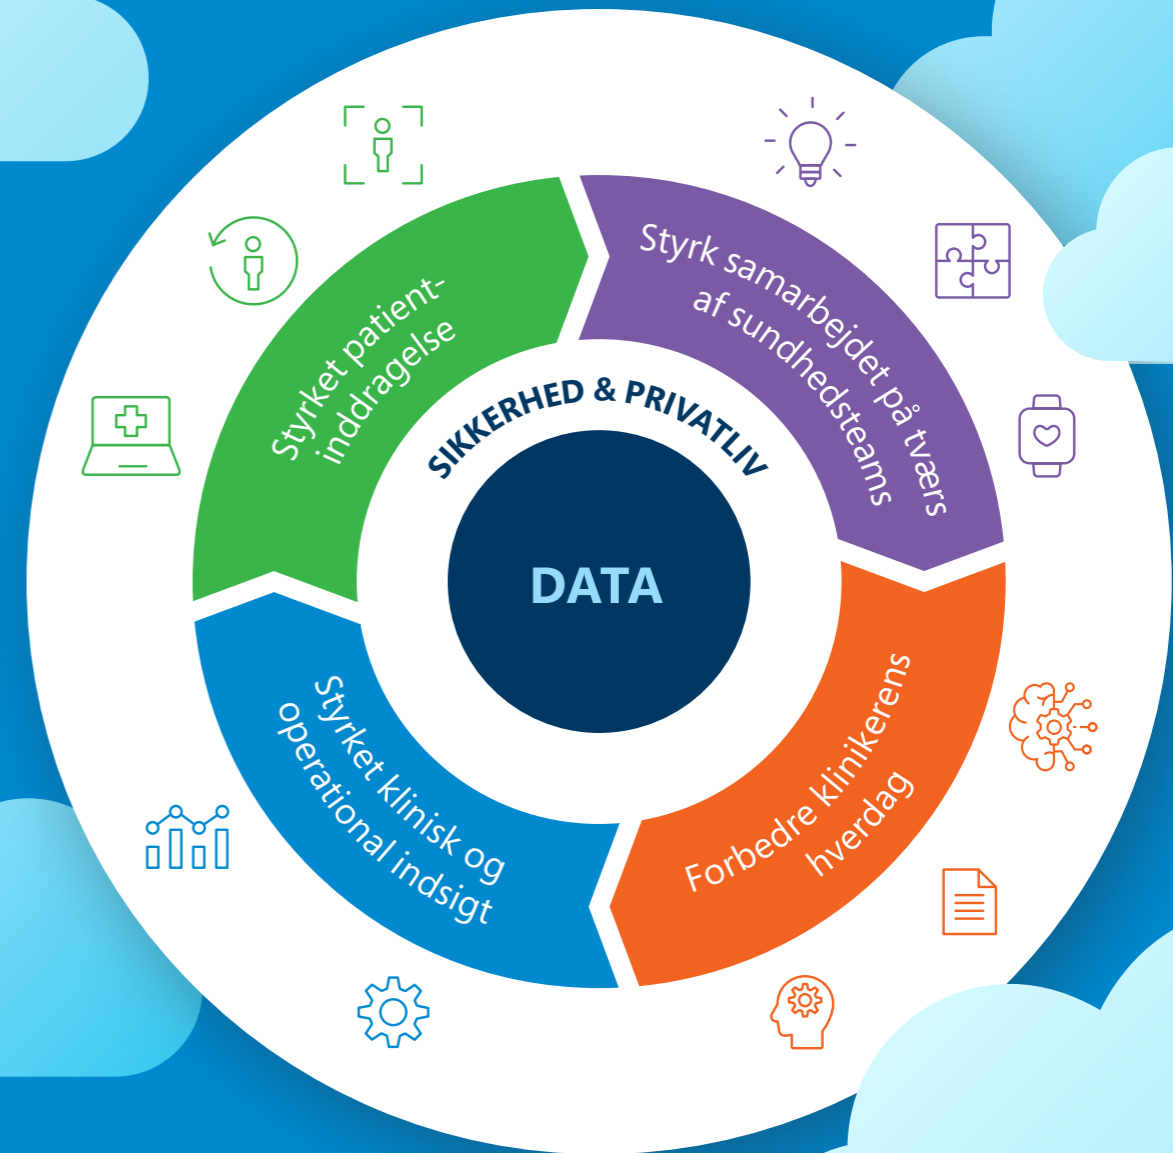 Styrket patient-
inddragelse
Styrk samarbejdet på tværs
af sundhedsteams
SIKKERHED & PRIVATLIV
DATA
Forbedre klinikerens
hverdag
Styrket klinisk og
operational indsigt